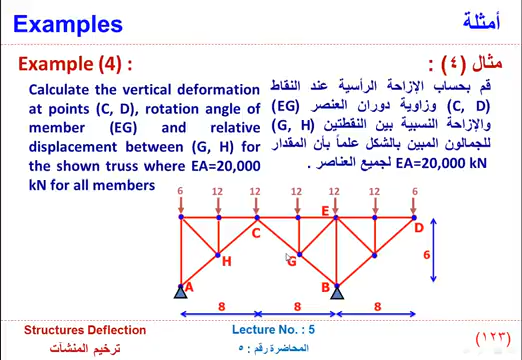 Examples
أمثلة
Example (4) :
مثال (٤) :
Calculate the vertical deformation
at points (C, D), rotation angle of
member (EG) and relative
displacement between (G, H) for
the shown truss where EA=20,000
kN for all members
قم بحساب الإزاحة الرأسية عند النقاط
(C, D) وزاوية دوران العنصر (EG)
والإزاحة النسبية بين النقطتين (G, H)
للجمالون المبين بالشكل علماً بأن المقدار
EA=20,000 kN لجميع العناصر .
6 12 12 12 12 12 6
E
C
D
H
G
6
A
B
8 8 8
Structures Deflection
Lecture No. : 5
ترخيم المنشآت
المحاضرة رقم : ٥
(١٢٣)